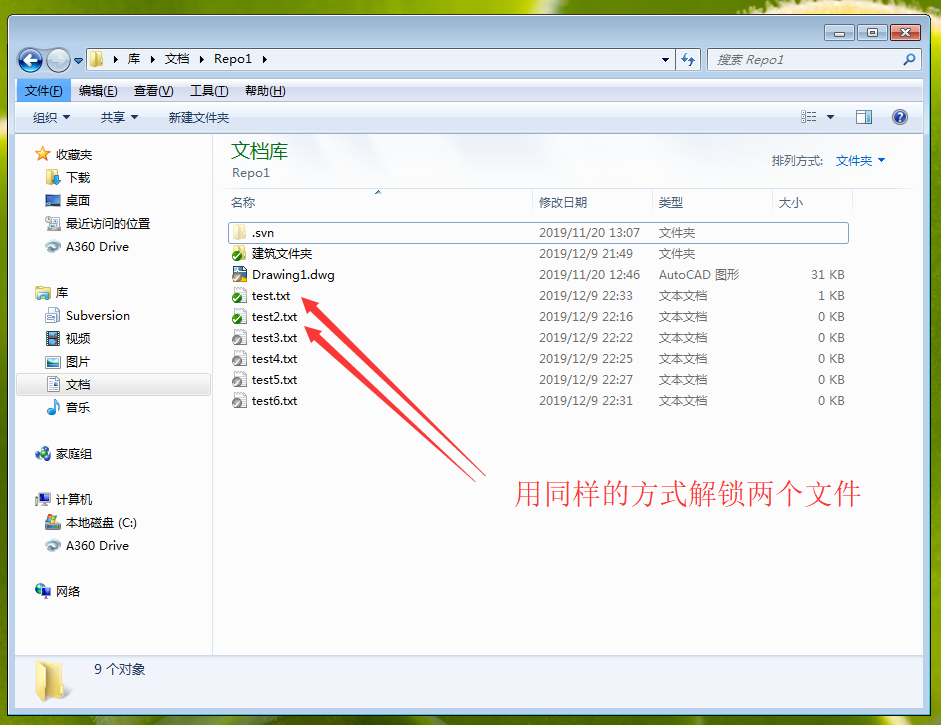 库 文档 Repo1
搜索 Repo1
文件(F) 编辑(E) 查看(V) 工具(T) 帮助(H)
组织 共享 新建文件夹
收藏夹
下载
桌面
最近访问的位置
A360 Drive
库
Subversion
视频
图片
文档
音乐
家庭组
计算机
本地磁盘 (C:)
A360 Drive
网络
文档库
Repo1
排列方式: 文件夹
名称 修改日期 类型 大小
.svn 2019/11/20 13:07 文件夹
建筑文件夹 2019/12/9 21:49 文件夹
Drawing1.dwg 2019/11/20 12:46 AutoCAD 图形 31 KB
test.txt 2019/12/9 22:33 文本文档 1 KB
test2.txt 2019/12/9 22:16 文本文档 0 KB
test3.txt 2019/12/9 22:22 文本文档 0 KB
test4.txt 2019/12/9 22:25 文本文档 0 KB
test5.txt 2019/12/9 22:27 文本文档 0 KB
test6.txt 2019/12/9 22:31 文本文档 0 KB
用同样的方式解锁两个文件
9 个对象